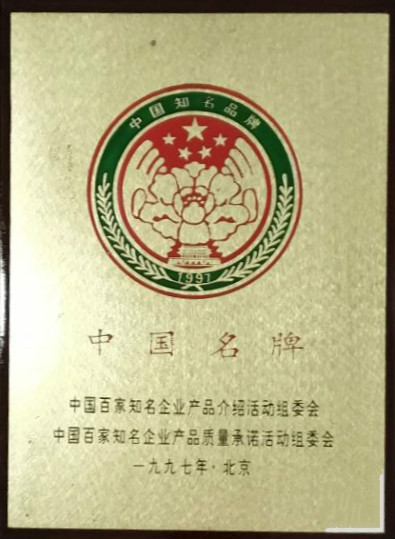 中国知名品牌
1997
中国名牌
中国百家知名企业产品介绍活动组委会
中国百家知名企业产品质量承诺活动组委会
一九九七年·北京